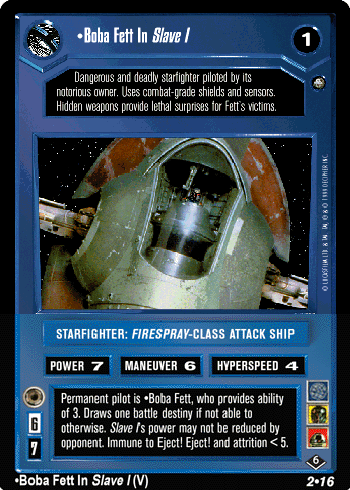 •Boba Fett In Slave I
1
Dangerous and deadly starfighter piloted by its
notorious owner. Uses combat-grade shields and sensors.
Hidden weapons provide lethal surprises for Fett's victims.
STARFIGHTER: FIRESPRAY-CLASS ATTACK SHIP
POWER 7 MANEUVER 6 HYPERSPEED 4
Permanent pilot is •Boba Fett, who provides ability
of 3. Draws one battle destiny if not able to
otherwise. Slave I's power may not be reduced by
opponent. Immune to Eject! Eject! and attrition < 5.
6
7
6
•Boba Fett In Slave I (V) 2•16